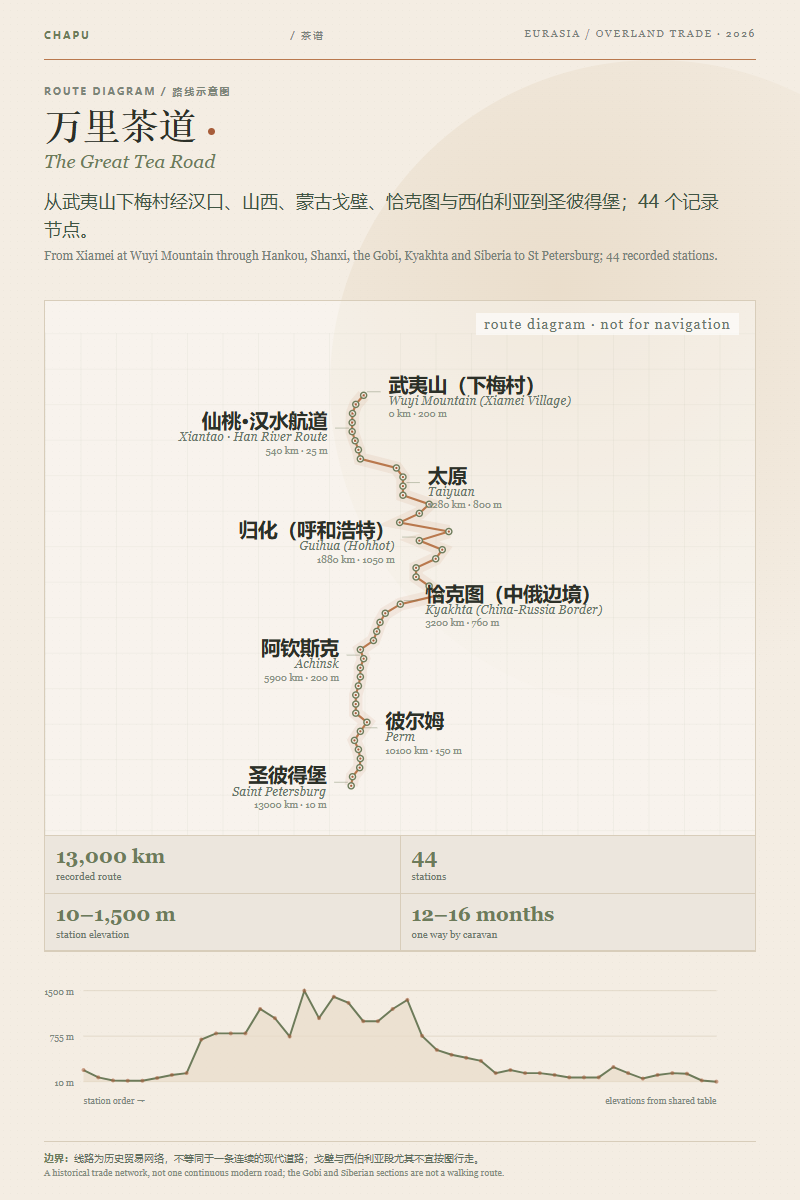 CHAPU
/ 茶谱
EURASIA / OVERLAND TRADE · 2026
ROUTE DIAGRAM / 路线示意图
万里茶道
The Great Tea Road
从武夷山下梅村经汉口、山西、蒙古戈壁、恰克图与西伯利亚到圣彼得堡；44 个记录
节点。
From Xiamei at Wuyi Mountain through Hankou, Shanxi, the Gobi, Kyakhta and Siberia to St Petersburg; 44 recorded stations.
route diagram · not for navigation
武夷山（下梅村）
Wuyi Mountain (Xiamei Village)
0 km · 200 m
仙桃·汉水航道
Xiantao · Han River Route
540 km · 25 m
太原
Taiyuan
1280 km · 800 m
归化（呼和浩特）
Guihua (Hohhot)
1880 km · 1050 m
恰克图（中俄边境）
Kyakhta (China-Russia Border)
3200 km · 760 m
阿钦斯克
Achinsk
5900 km · 200 m
彼尔姆
Perm
10100 km · 150 m
圣彼得堡
Saint Petersburg
13000 km · 10 m
13,000 km
recorded route
44
stations
10–1,500 m
station elevation
12–16 months
one way by caravan
1500 m
755 m
10 m
station order →
elevations from shared table
边界：线路为历史贸易网络，不等同于一条连续的现代道路；戈壁与西伯利亚段尤其不宜按图行走。
A historical trade network, not one continuous modern road; the Gobi and Siberian sections are not a walking route.